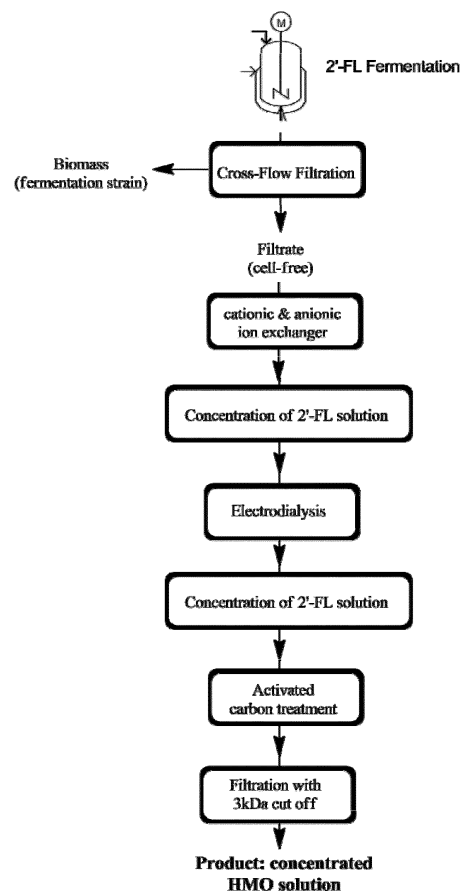 M
2'-FL Fermentation
Biomass
(fermentation strain)
Cross-Flow Filtration
Filtrate
(cell-free)
cationic & anionic
ion exchanger
Concentration of 2'-FL solution
Electrodialysis
Concentration of 2'-FL solution
Activated
carbon treatment
Filtration with
3kDa cut off
Product: concentrated
HMO solution